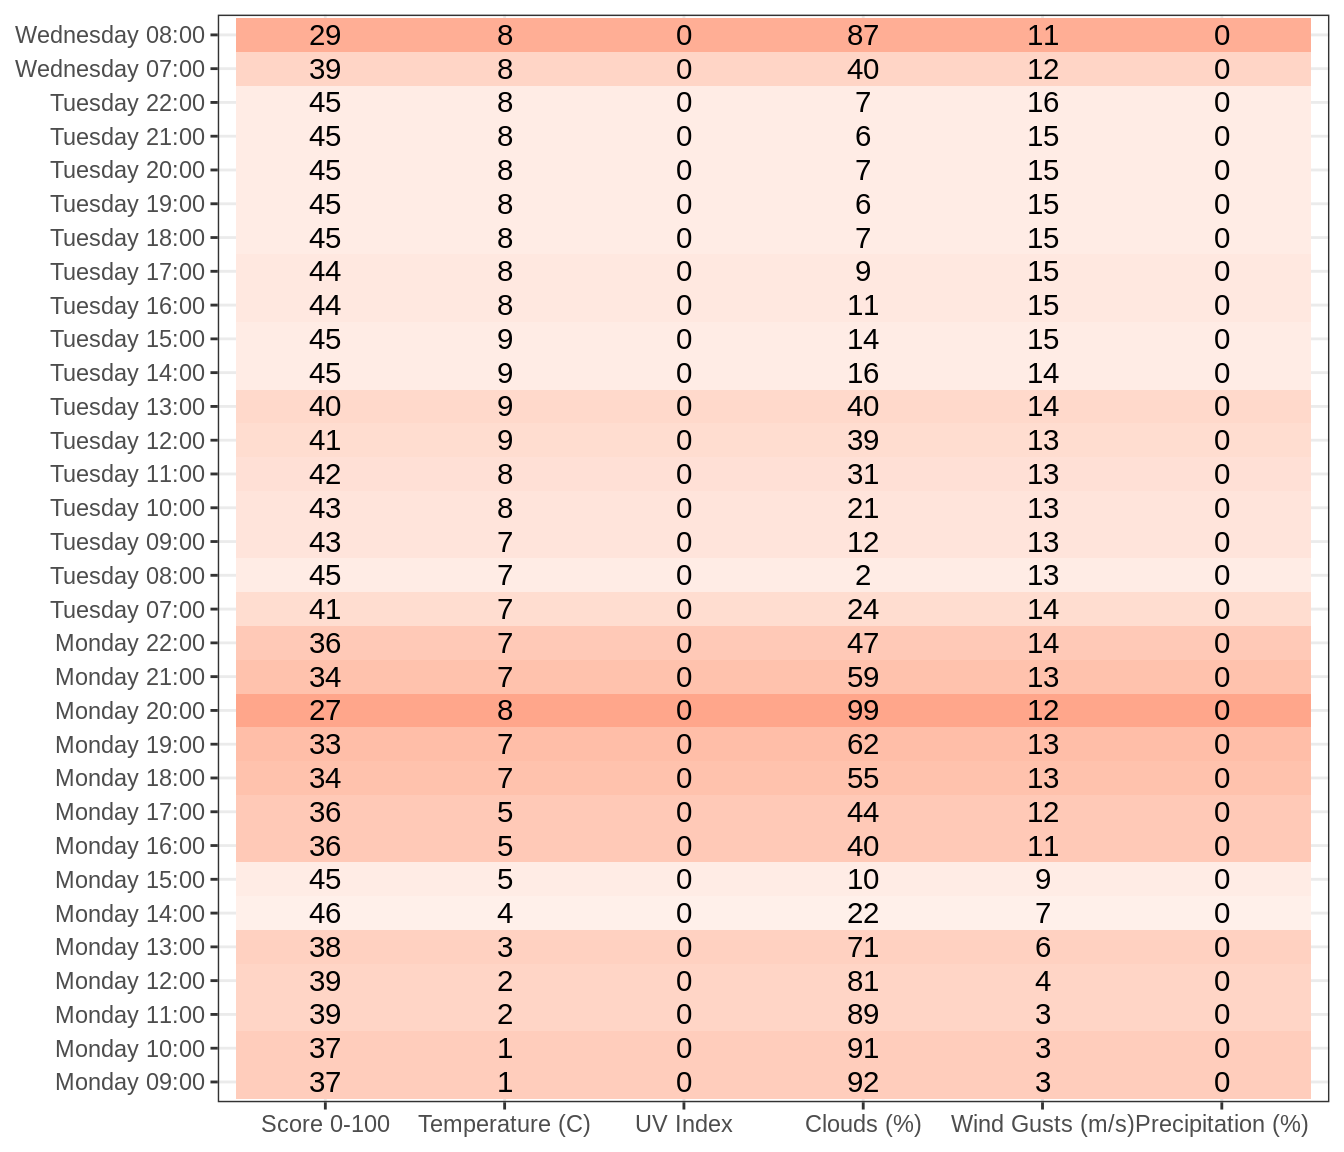 Wednesday 08:00 29 8 0 87 11 0
Wednesday 07:00 39 8 0 40 12 0
Tuesday 22:00 45 8 0 7 16 0
Tuesday 21:00 45 8 0 6 15 0
Tuesday 20:00 45 8 0 7 15 0
Tuesday 19:00 45 8 0 6 15 0
Tuesday 18:00 45 8 0 7 15 0
Tuesday 17:00 44 8 0 9 15 0
Tuesday 16:00 44 8 0 11 15 0
Tuesday 15:00 45 9 0 14 15 0
Tuesday 14:00 45 9 0 16 14 0
Tuesday 13:00 40 9 0 40 14 0
Tuesday 12:00 41 9 0 39 13 0
Tuesday 11:00 42 8 0 31 13 0
Tuesday 10:00 43 8 0 21 13 0
Tuesday 09:00 43 7 0 12 13 0
Tuesday 08:00 45 7 0 2 13 0
Tuesday 07:00 41 7 0 24 14 0
Monday 22:00 36 7 0 47 14 0
Monday 21:00 34 7 0 59 13 0
Monday 20:00 27 8 0 99 12 0
Monday 19:00 33 7 0 62 13 0
Monday 18:00 34 7 0 55 13 0
Monday 17:00 36 5 0 44 12 0
Monday 16:00 36 5 0 40 11 0
Monday 15:00 45 5 0 10 9 0
Monday 14:00 46 4 0 22 7 0
Monday 13:00 38 3 0 71 6 0
Monday 12:00 39 2 0 81 4 0
Monday 11:00 39 2 0 89 3 0
Monday 10:00 37 1 0 91 3 0
Monday 09:00 37 1 0 92 3 0
Score 0-100 Temperature (C) UV Index Clouds (%) Wind Gusts (m/s) Precipitation (%)